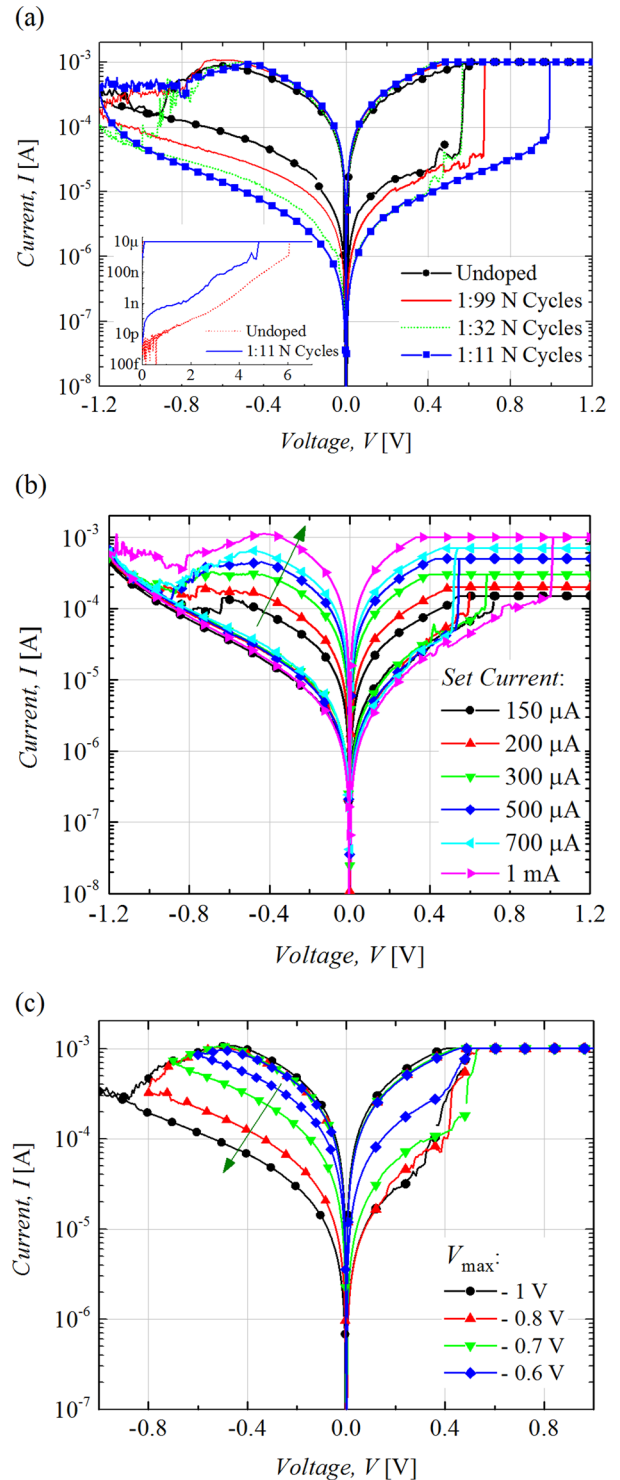 (a)
Current, I [A]
10⁻³
10⁻⁴
10⁻⁵
10⁻⁶
10⁻⁷
10⁻⁸
10μ
100n
1n
10p
100f
0 2 4 6
Undoped
1:11 N Cycles
Undoped
1:99 N Cycles
1:32 N Cycles
1:11 N Cycles
-1.2 -0.8 -0.4 0.0 0.4 0.8 1.2
Voltage, V [V]
(b)
Current, I [A]
10⁻³
10⁻⁴
10⁻⁵
10⁻⁶
10⁻⁷
10⁻⁸
Set Current:
150 μA
200 μA
300 μA
500 μA
700 μA
1 mA
-1.2 -0.8 -0.4 0.0 0.4 0.8 1.2
Voltage, V [V]
(c)
Current, I [A]
10⁻³
10⁻⁴
10⁻⁵
10⁻⁶
10⁻⁷
Vmax:
- 1 V
- 0.8 V
- 0.7 V
- 0.6 V
-0.8 -0.4 0.0 0.4 0.8
Voltage, V [V]